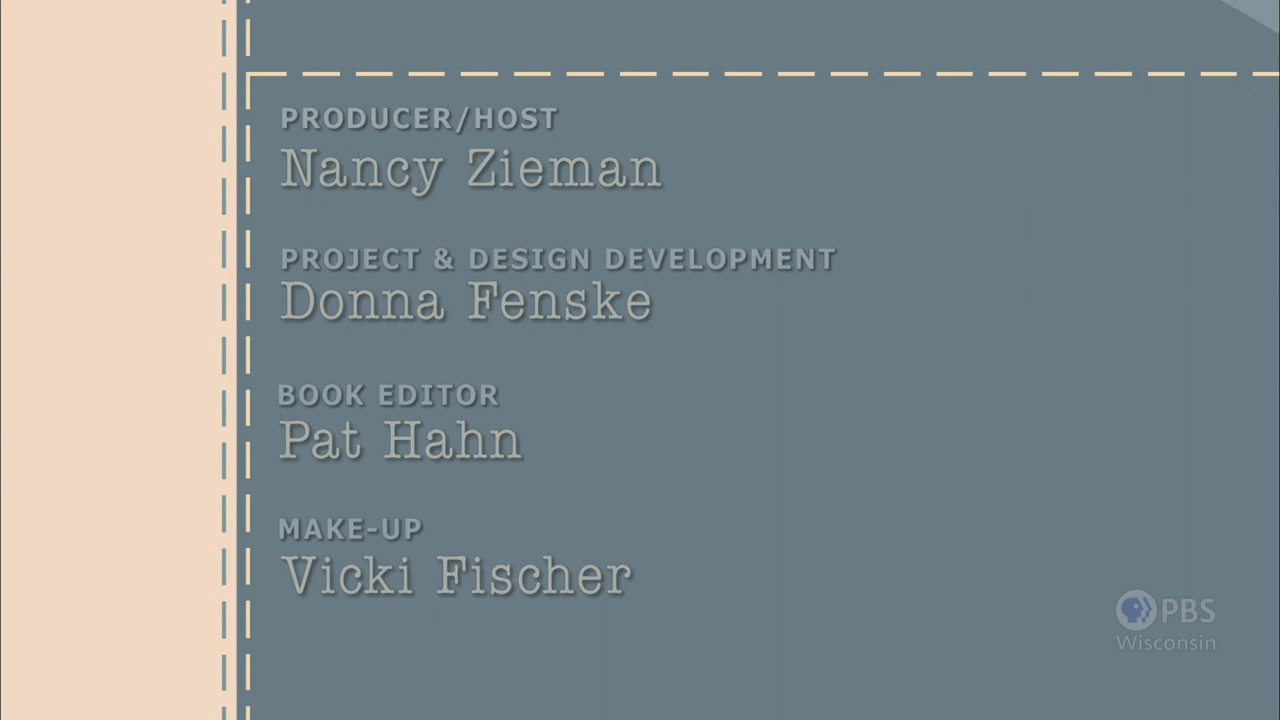 PRODUCER/HOST
Nancy Zieman
PROJECT & DESIGN DEVELOPMENT
Donna Fenske
BOOK EDITOR
Pat Hahn
MAKE-UP
Vicki Fischer
PBS
Wisconsin